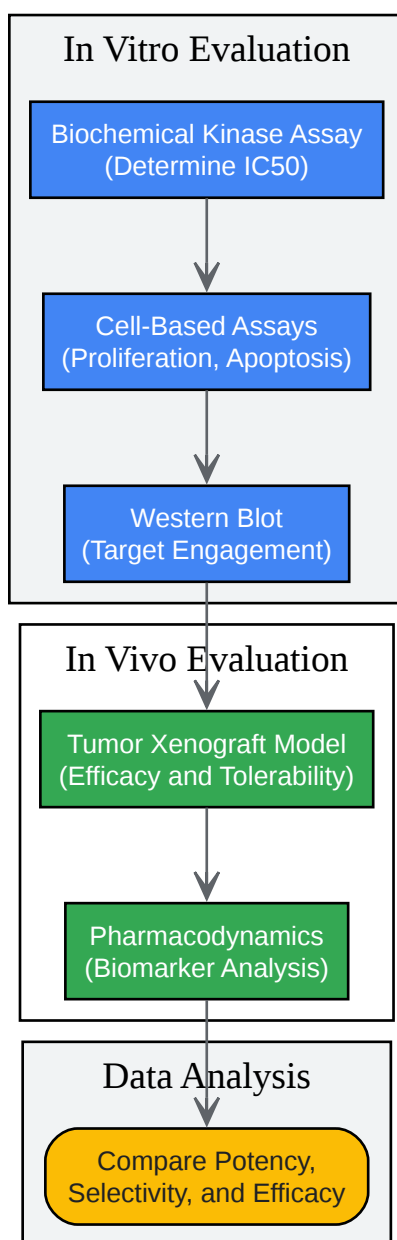 In Vitro Evaluation
Biochemical Kinase Assay
(Determine IC50)
Cell-Based Assays
(Proliferation, Apoptosis)
Western Blot
(Target Engagement)
In Vivo Evaluation
Tumor Xenograft Model
(Efficacy and Tolerability)
Pharmacodynamics
(Biomarker Analysis)
Data Analysis
Compare Potency,
Selectivity, and Efficacy